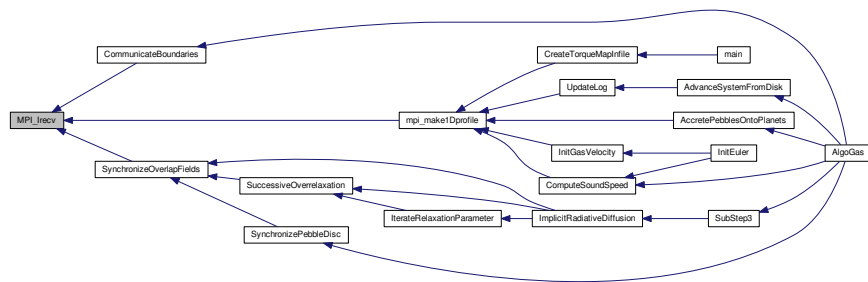 CommunicateBoundaries
CreateTorqueMapInfile
main
UpdateLog
AdvanceSystemFromDisk
MPI_Irecv
mpi_make1Dprofile
AccretePebblesOntoPlanets
InitGasVelocity
InitEuler
AlgoGas
SynchronizeOverlapFields
SuccessiveOverrelaxation
ComputeSoundSpeed
IterateRelaxationParameter
ImplicitRadiativeDiffusion
SubStep3
SynchronizePebbleDisc